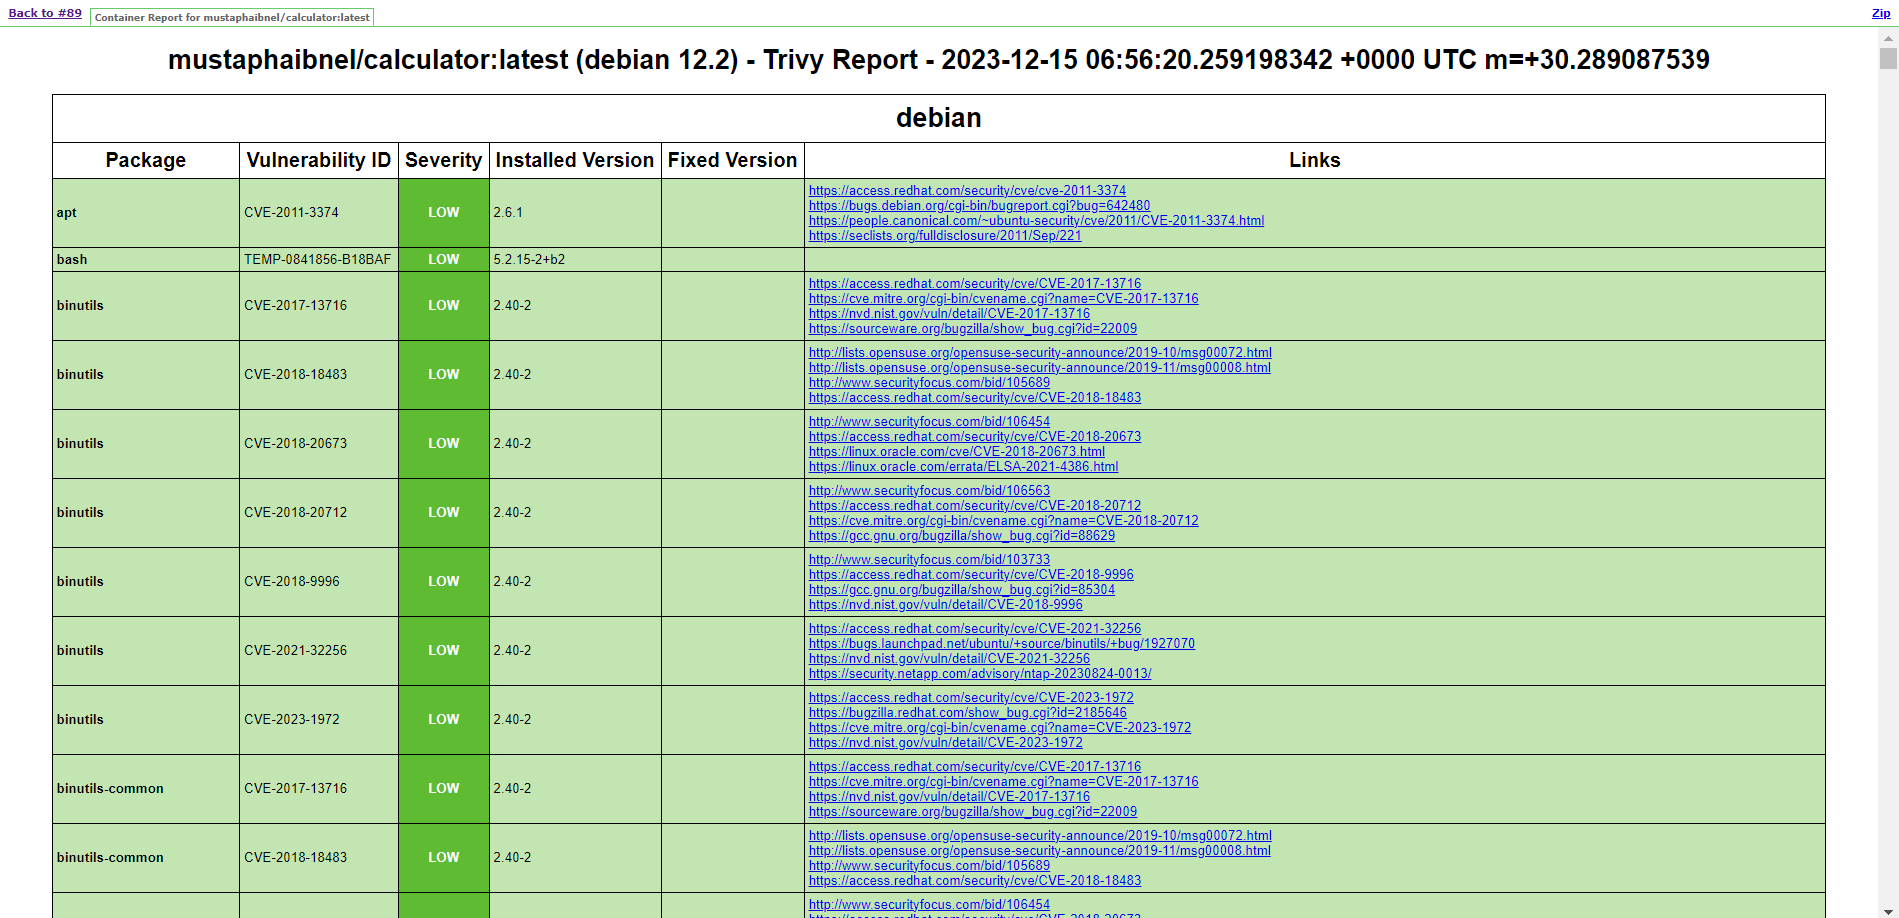 Back to #89 Container Report for mustaphaibnel/calculator:latest Zip
mustaphaibnel/calculator:latest (debian 12.2) - Trivy Report - 2023-12-15 06:56:20.259198342 +0000 UTC m=+30.289087539
debian
Package Vulnerability ID Severity Installed Version Fixed Version Links
apt CVE-2011-3374 LOW 2.6.1
https://access.redhat.com/security/cve/cve-2011-3374
https://bugs.debian.org/cgi-bin/bugreport.cgi?bug=642480
https://people.canonical.com/~ubuntu-security/cve/2011/CVE-2011-3374.html
https://seclists.org/fulldisclosure/2011/Sep/221
bash TEMP-0841856-B18BAF LOW 5.2.15-2+b2
binutils CVE-2017-13716 LOW 2.40-2
https://access.redhat.com/security/cve/CVE-2017-13716
https://cve.mitre.org/cgi-bin/cvename.cgi?name=CVE-2017-13716
https://nvd.nist.gov/vuln/detail/CVE-2017-13716
https://sourceware.org/bugzilla/show_bug.cgi?id=22009
binutils CVE-2018-18483 LOW 2.40-2
http://lists.opensuse.org/opensuse-security-announce/2019-10/msg00072.html
http://lists.opensuse.org/opensuse-security-announce/2019-11/msg00008.html
http://www.securityfocus.com/bid/105689
https://access.redhat.com/security/cve/CVE-2018-18483
binutils CVE-2018-20673 LOW 2.40-2
http://www.securityfocus.com/bid/106454
https://access.redhat.com/security/cve/CVE-2018-20673
https://linux.oracle.com/cve/CVE-2018-20673.html
https://linux.oracle.com/errata/ELSA-2021-4386.html
binutils CVE-2018-20712 LOW 2.40-2
http://www.securityfocus.com/bid/106563
https://access.redhat.com/security/cve/CVE-2018-20712
https://cve.mitre.org/cgi-bin/cvename.cgi?name=CVE-2018-20712
https://gcc.gnu.org/bugzilla/show_bug.cgi?id=88629
binutils CVE-2018-9996 LOW 2.40-2
http://www.securityfocus.com/bid/103733
https://access.redhat.com/security/cve/CVE-2018-9996
https://gcc.gnu.org/bugzilla/show_bug.cgi?id=85304
https://nvd.nist.gov/vuln/detail/CVE-2018-9996
binutils CVE-2021-32256 LOW 2.40-2
https://access.redhat.com/security/cve/CVE-2021-32256
https://bugs.launchpad.net/ubuntu/+source/binutils/+bug/1927070
https://nvd.nist.gov/vuln/detail/CVE-2021-32256
https://security.netapp.com/advisory/ntap-20230824-0013/
binutils CVE-2023-1972 LOW 2.40-2
https://access.redhat.com/security/cve/CVE-2023-1972
https://bugzilla.redhat.com/show_bug.cgi?id=2185646
https://cve.mitre.org/cgi-bin/cvename.cgi?name=CVE-2023-1972
https://nvd.nist.gov/vuln/detail/CVE-2023-1972
binutils-common CVE-2017-13716 LOW 2.40-2
https://access.redhat.com/security/cve/CVE-2017-13716
https://cve.mitre.org/cgi-bin/cvename.cgi?name=CVE-2017-13716
https://nvd.nist.gov/vuln/detail/CVE-2017-13716
https://sourceware.org/bugzilla/show_bug.cgi?id=22009
binutils-common CVE-2018-18483 LOW 2.40-2
http://lists.opensuse.org/opensuse-security-announce/2019-10/msg00072.html
http://lists.opensuse.org/opensuse-security-announce/2019-11/msg00008.html
http://www.securityfocus.com/bid/105689
https://access.redhat.com/security/cve/CVE-2018-18483
http://www.securityfocus.com/bid/106454